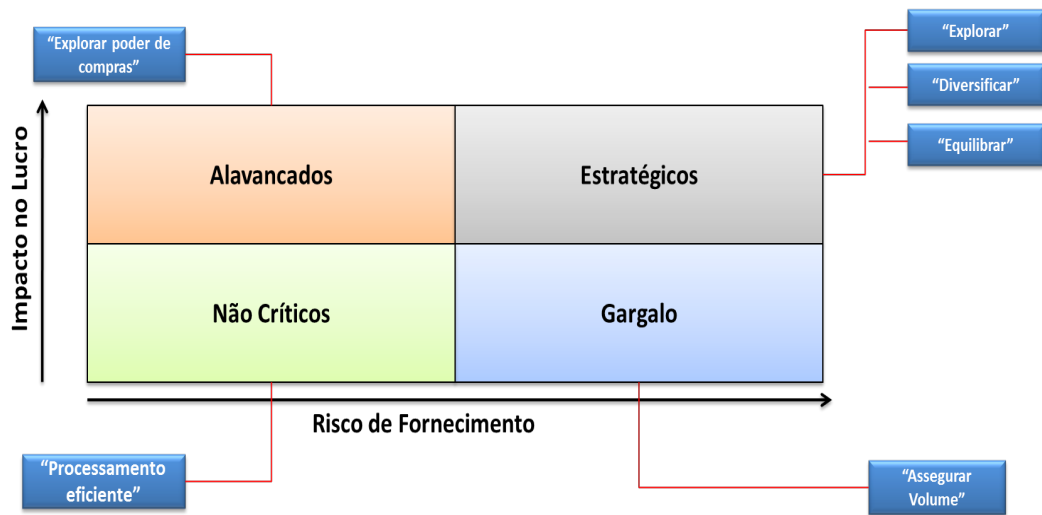 “Explorar poder de
compras”
“Explorar”
“Diversificar”
“Equilibrar”
Impacto no Lucro
Alavancados
Estratégicos
Não Críticos
Gargalo
Risco de Fornecimento
“Processamento
eficiente”
“Assegurar
Volume”